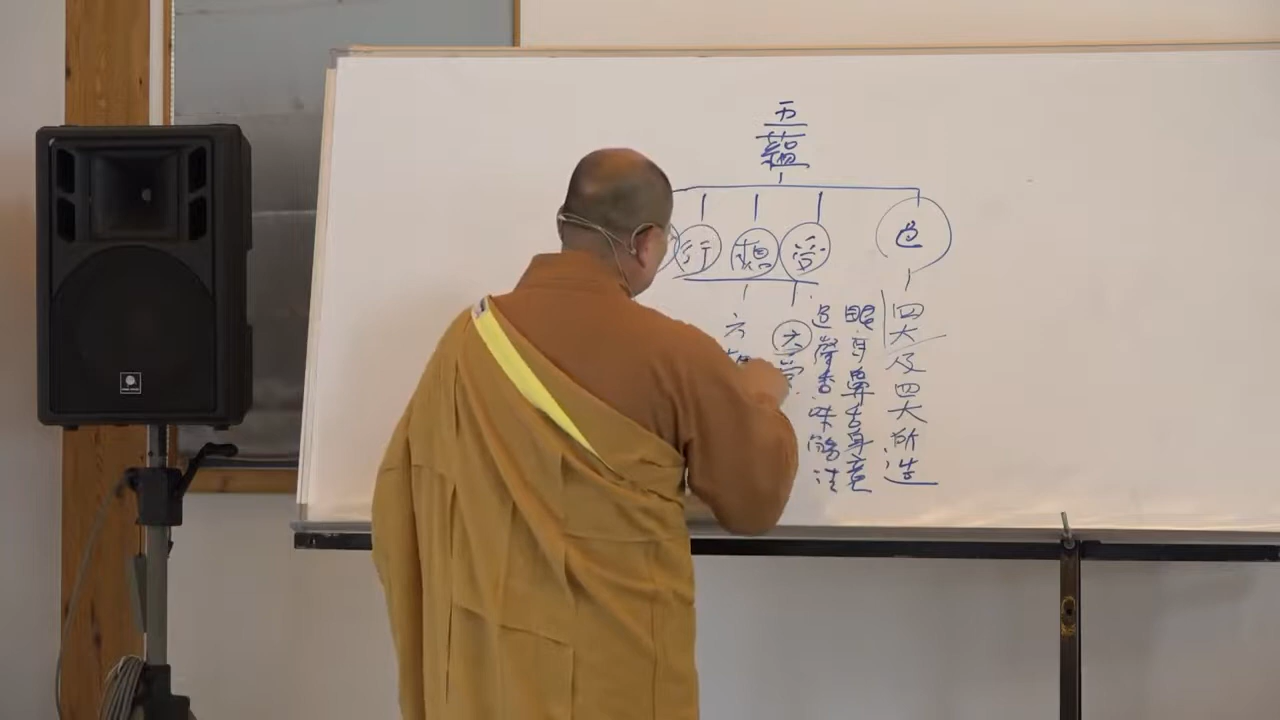 五蘊
色 受 想 行
四大及四大所造
眼耳鼻舌身意
色聲香味觸法
六
六